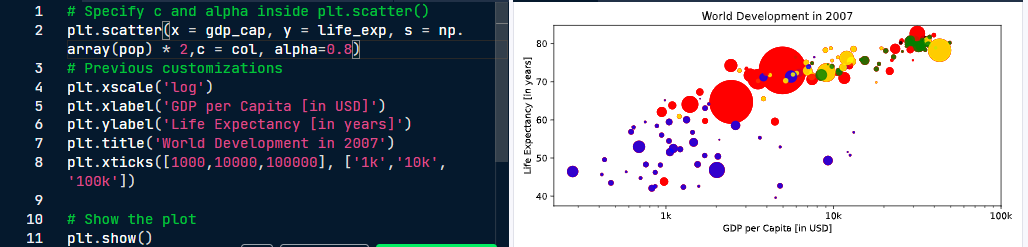 1 # Specify c and alpha inside plt.scatter()
2 plt.scatter(x = gdp_cap, y = life_exp, s = np.
array(pop) * 2,c = col, alpha=0.8)
3 # Previous customizations
4 plt.xscale('log')
5 plt.xlabel('GDP per Capita [in USD]')
6 plt.ylabel('Life Expectancy [in years]')
7 plt.title('World Development in 2007')
8 plt.xticks([1000,10000,100000], ['1k','10k',
'100k'])
9
10 # Show the plot
11 plt.show()
World Development in 2007
Life Expectancy [in years]
80
70
60
50
40
1k 10k 100k
GDP per Capita [in USD]